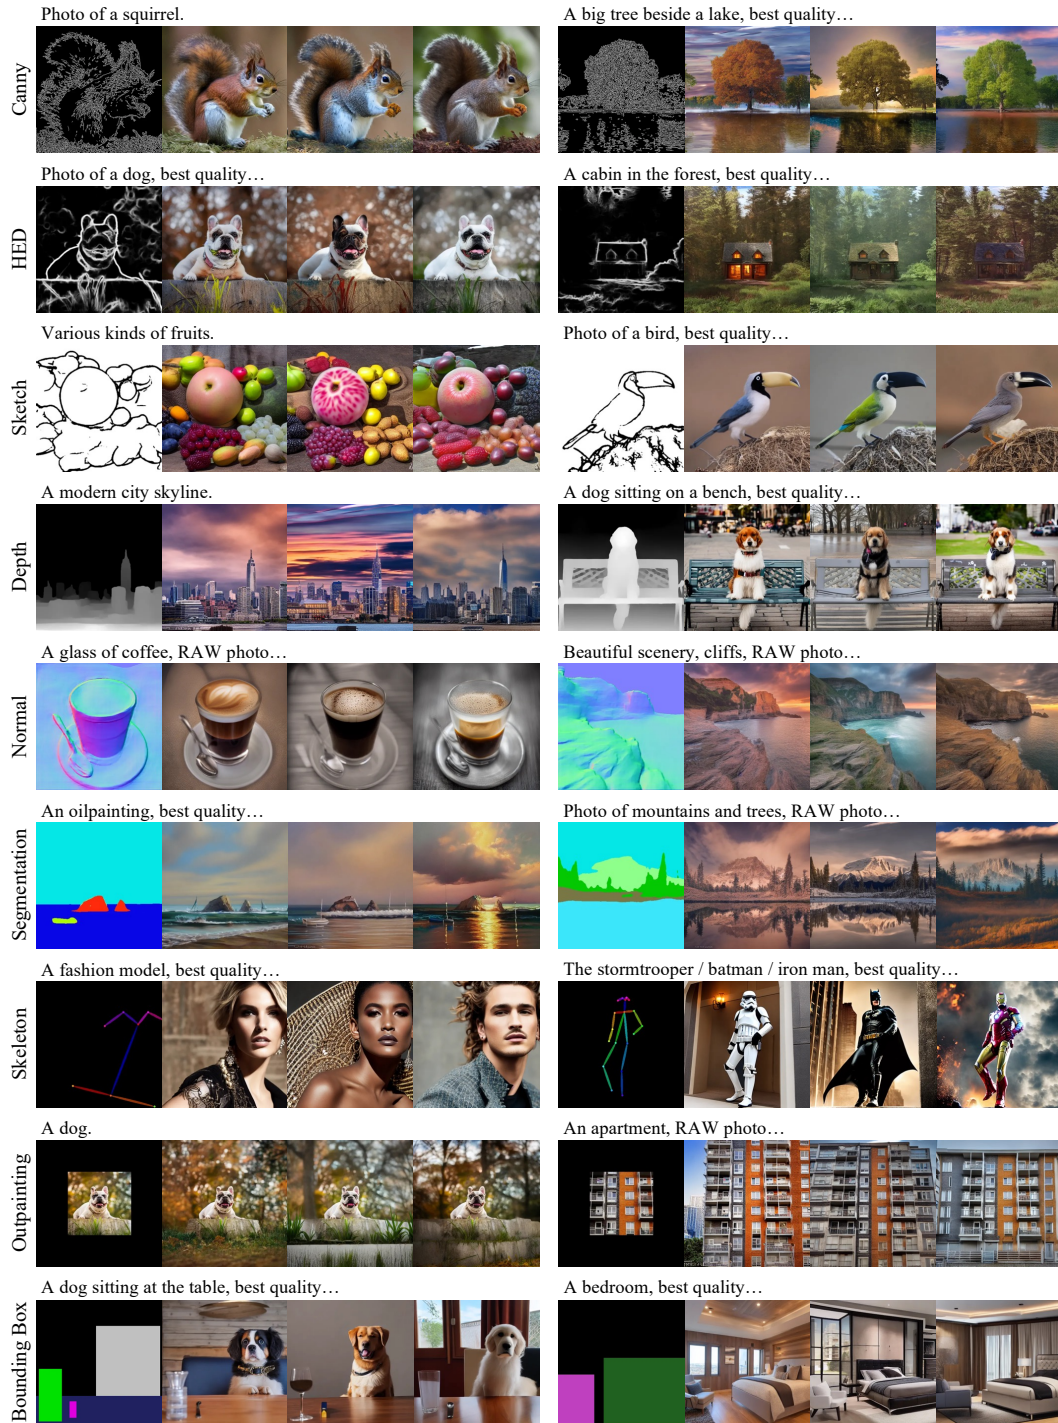 Canny
Photo of a squirrel.
A big tree beside a lake, best quality…
HED
Photo of a dog, best quality…
A cabin in the forest, best quality…
Sketch
Various kinds of fruits.
Photo of a bird, best quality…
Depth
A modern city skyline.
A dog sitting on a bench, best quality…
Normal
A glass of coffee, RAW photo…
Beautiful scenery, cliffs, RAW photo…
Segmentation
An oilpainting, best quality…
Photo of mountains and trees, RAW photo…
Skeleton
A fashion model, best quality…
The stormtrooper / batman / iron man, best quality…
Outpainting
A dog.
An apartment, RAW photo…
Bounding Box
A dog sitting at the table, best quality…
A bedroom, best quality…